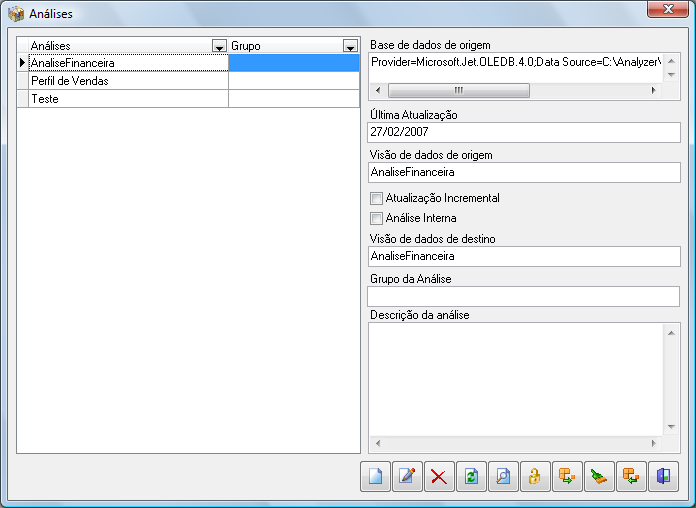 Análises
Análises Grupo
AnaliseFinanceira
Perfil de Vendas
Teste
Base de dados de origem
Provider=Microsoft.Jet.OLEDB.4.0;Data Source=C:\Analyzer\
Última Atualização
27/02/2007
Visão de dados de origem
AnaliseFinanceira
Atualização Incremental
Análise Interna
Visão de dados de destino
AnaliseFinanceira
Grupo da Análise
Descrição da análise